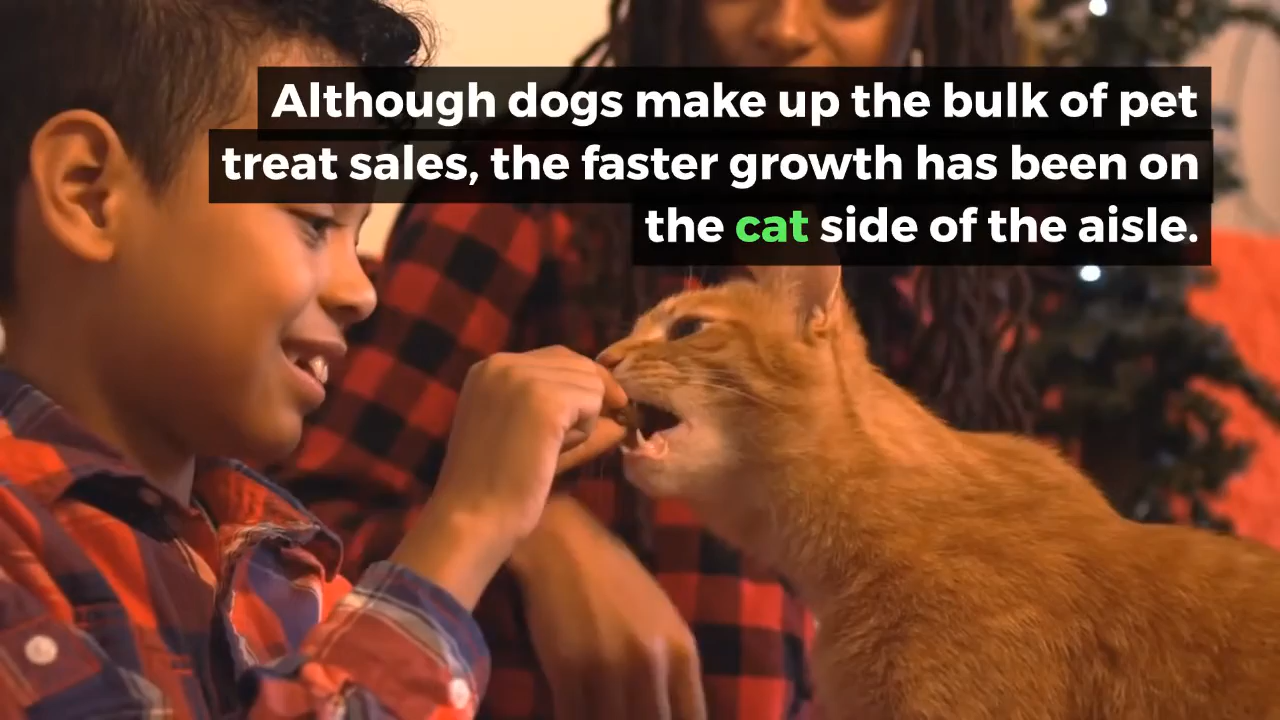 Although dogs make up the bulk of pet
treat sales, the faster growth has been on
the cat side of the aisle.